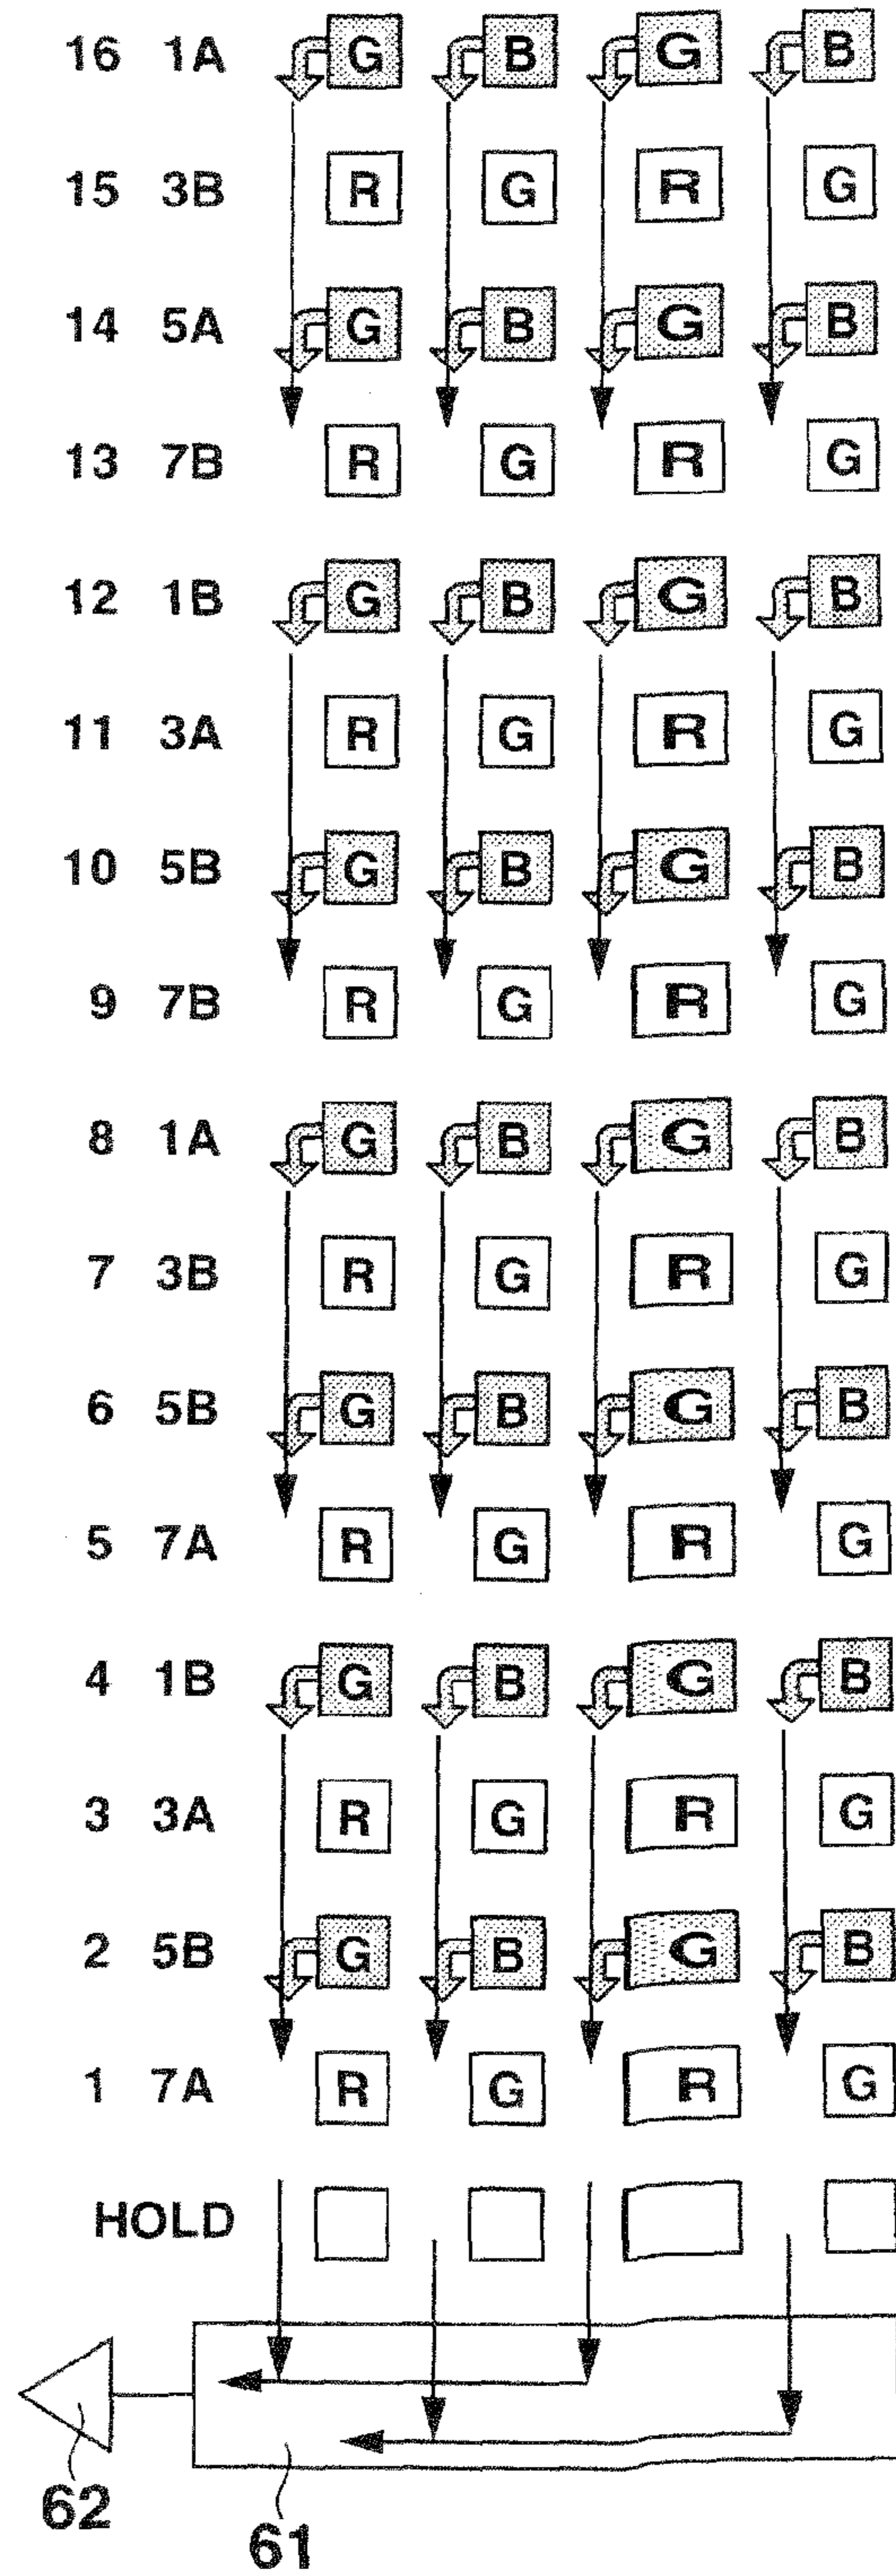 16 1A G B G B
15 3B R G R G
14 5A G B G B
13 7B R G R G
12 1B G B G B
11 3A R G R G
10 5B G B G B
9 7B R G R G
8 1A G B G B
7 3B R G R G
6 5B G B G B
5 7A R G R G
4 1B G B G B
3 3A R G R G
2 5B G B G B
1 7A R G R G
HOLD
62
61